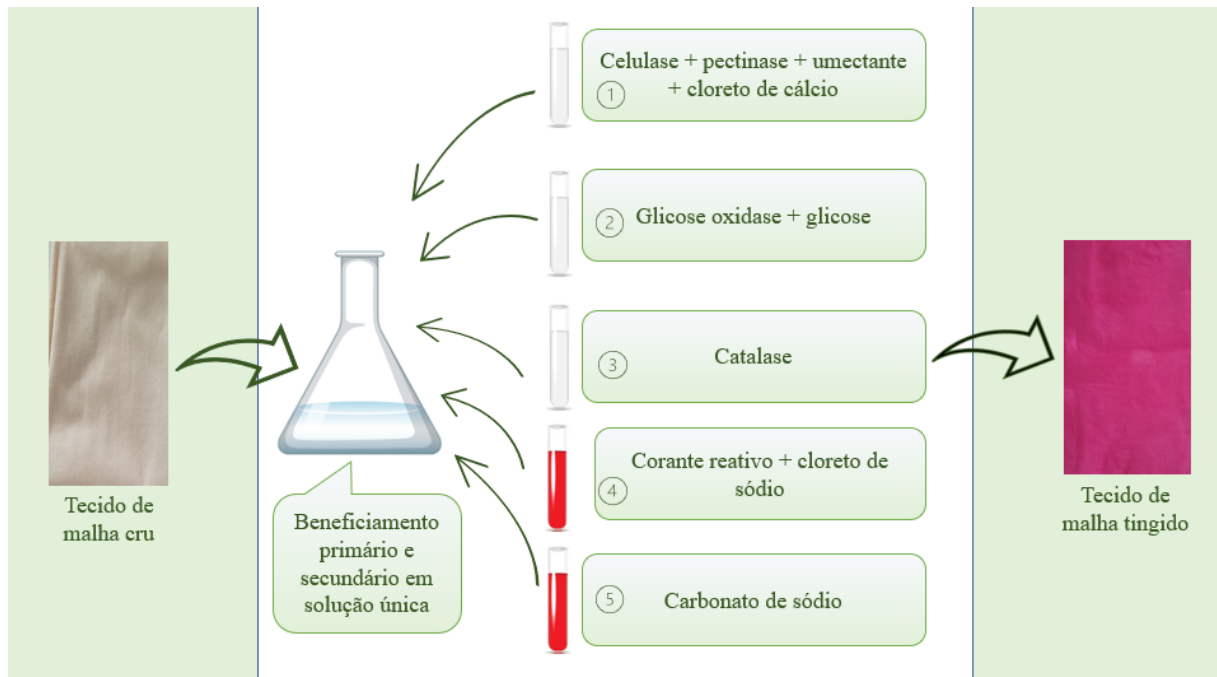 Tecido de
malha cru
Beneficiamento
primário e
secundário em
solução única
Celulase + pectinase + umectante
+ cloreto de cálcio
1
2
Glicose oxidase + glicose
3
Catalase
Corante reativo + cloreto de
sódio
4
5
Carbonato de sódio
Tecido de
malha tingido